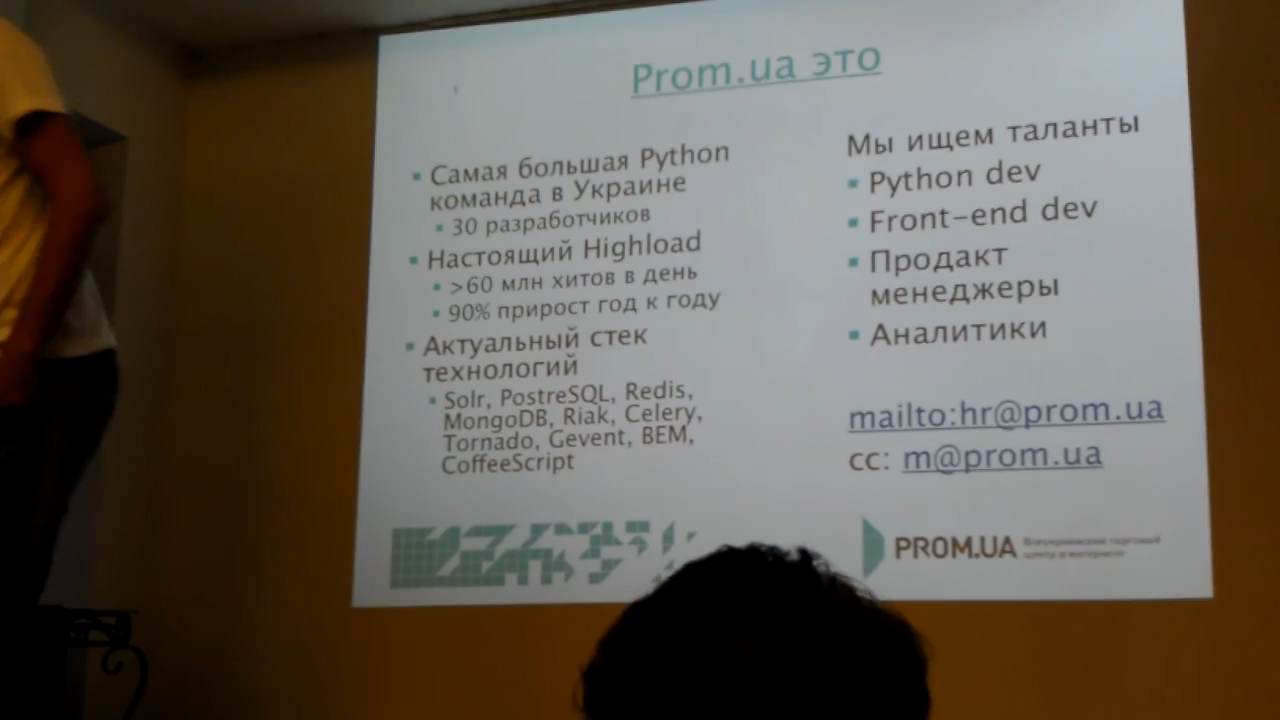 Prom.ua это
Самая большая Python
команда в Украине
30 разработчиков
Настоящий Highload
>60 млн хитов в день
90% прирост год к году
Актуальный стек
технологий
Solr, PostreSQL, Redis,
MongoDB, Riak, Celery,
Tornado, Gevent, BEM,
CoffeeScript
Мы ищем таланты
Python dev
Front-end dev
Продакт
менеджеры
Аналитики
mailto:hr@prom.ua
cc: m@prom.ua
PROM.UA